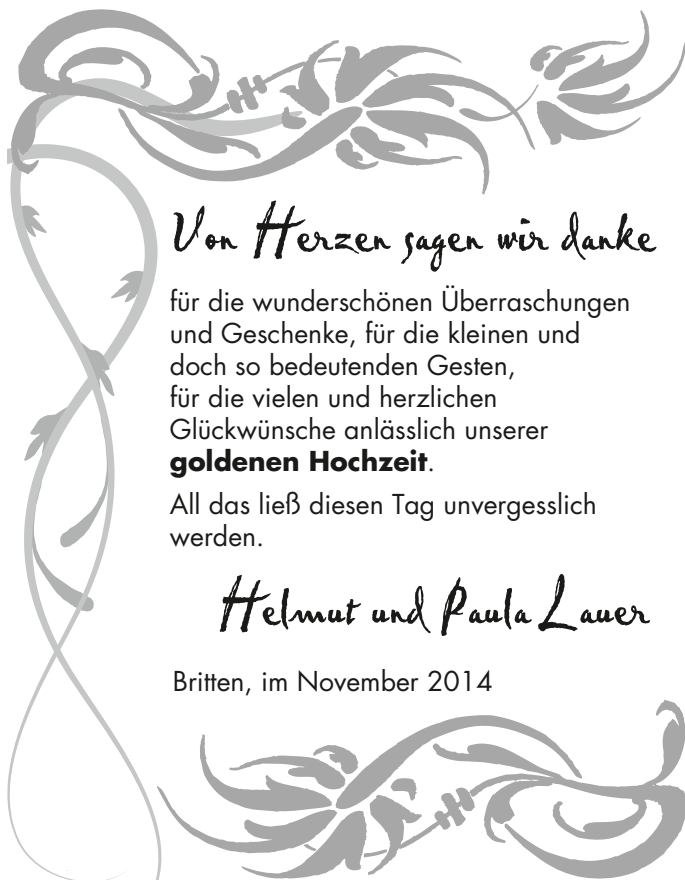 Von Herzen sagen wir danke
für die wunderschönen Überraschungen
und Geschenke, für die kleinen und
doch so bedeutenden Gesten,
für die vielen und herzlichen
Glückwünsche anlässlich unserer
goldenen Hochzeit.
All das ließ diesen Tag unvergesslich
werden.
Helmut und Paula Lauer
Britten, im November 2014